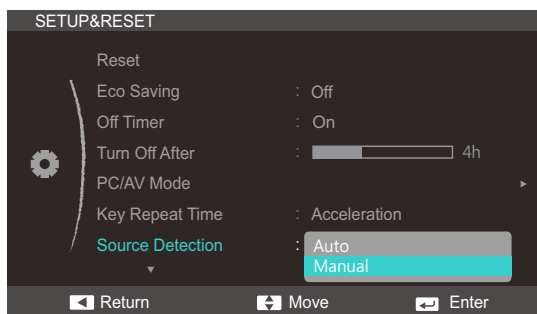 SETUP&RESET
Reset
Eco Saving : Off
Off Timer : On
Turn Off After : 4h
PC/AV Mode
Key Repeat Time : Acceleration
Source Detection : Auto
Manual
Return Move Enter